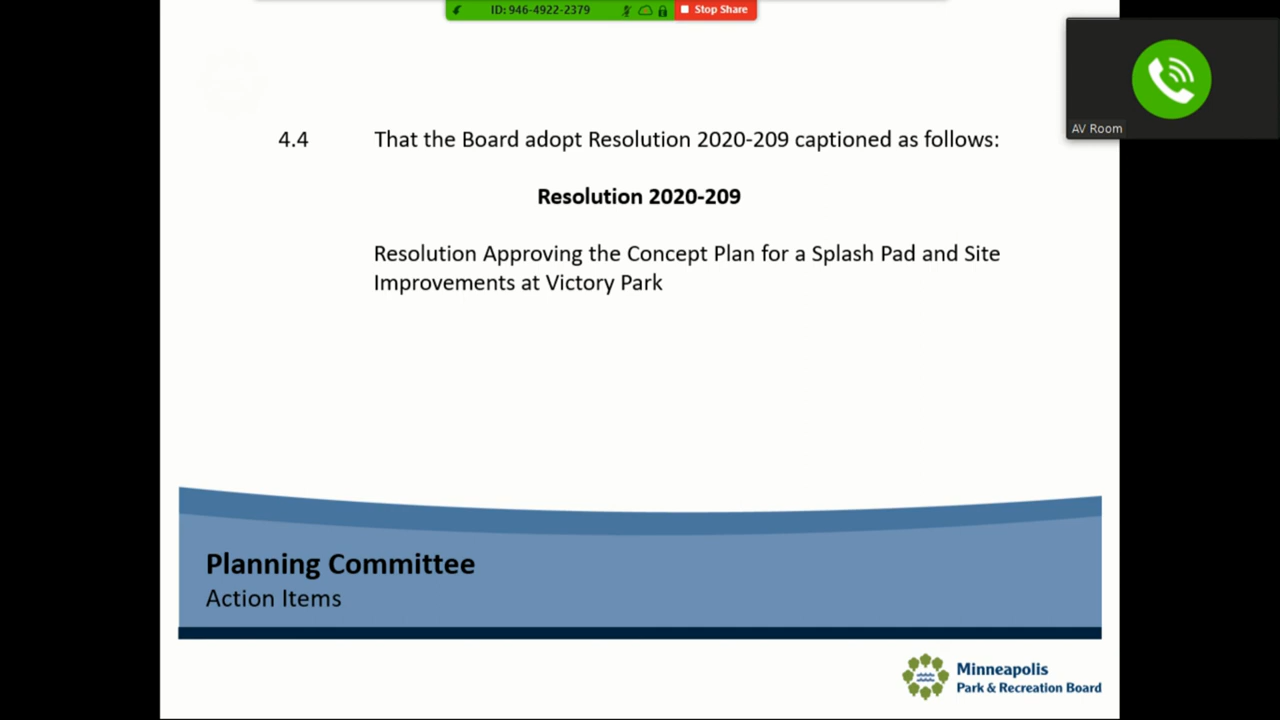 ID: 946-4922-2379 Stop Share
AV Room
4.4 That the Board adopt Resolution 2020-209 captioned as follows:
Resolution 2020-209
Resolution Approving the Concept Plan for a Splash Pad and Site
Improvements at Victory Park
Planning Committee
Action Items
Minneapolis
Park & Recreation Board